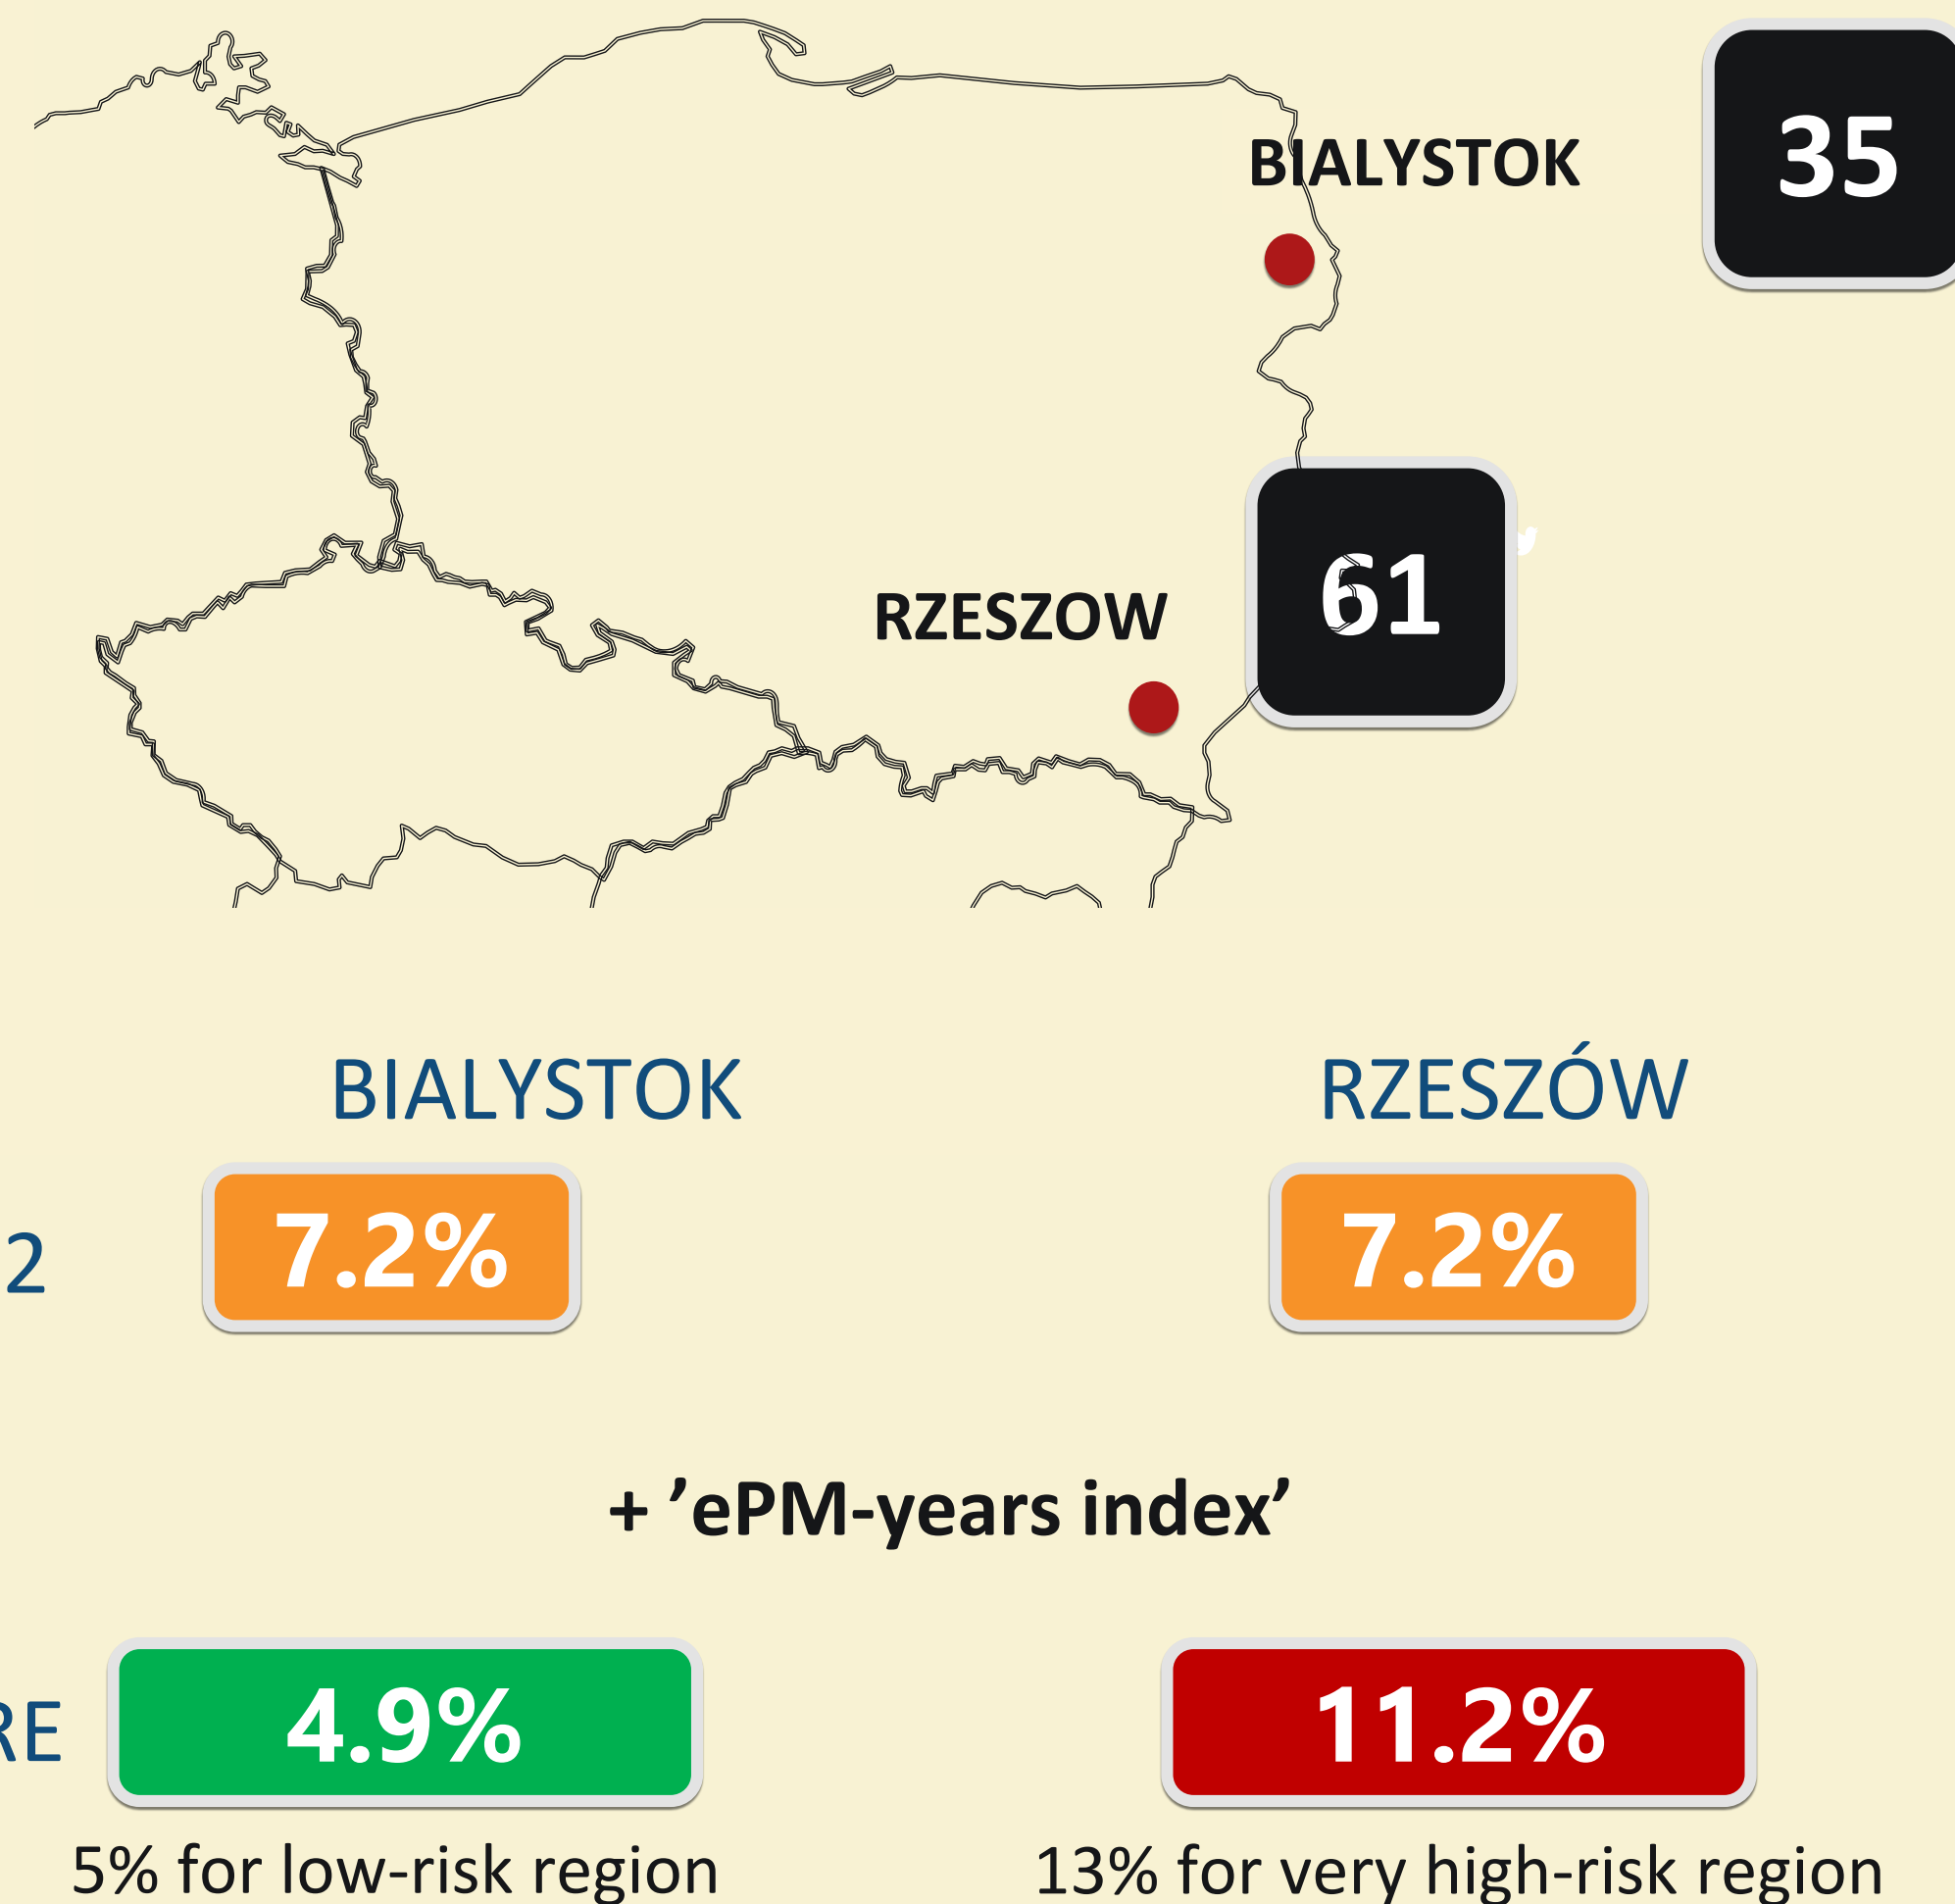 BIALYSTOK
35
61
RZESZOW
BIALYSTOK RZESZÓW
2 7.2% 7.2%
+ ’ePM-years index’
RE 4.9% 11.2%
5% for low-risk region 13% for very high-risk region